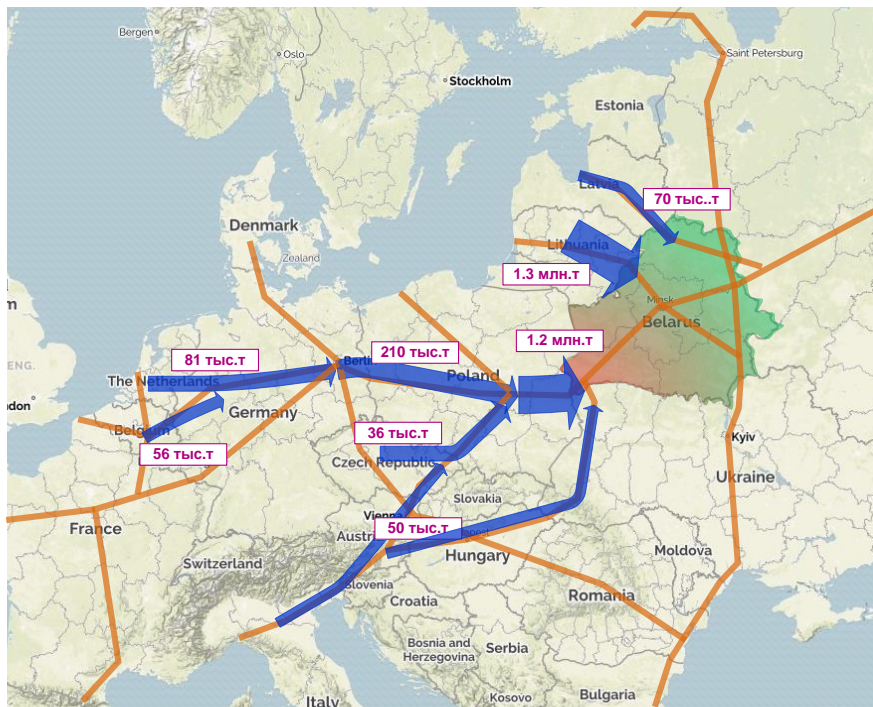 Bergen
Oslo
Saint Petersburg
Stockholm
Estonia
Latvia
70 тыс..т
Denmark
Lithuania
Zealand
1.3 млн.т
Minsk
Belarus
1.2 млн.т
ENG.
81 тыс.т
Berlin
210 тыс.т
Poland
The Netherlands
Germany
Belgium
Kyiv
56 тыс.т
36 тыс.т
Czech Republic
Ukraine
Slovakia
Vienna
50 тыс.т
France
Austri
Hungary
Moldova
Switzerland
Slovenia
Romania
Croatia
Bosnia and
Herzegovina
Serbia
Kosovo
Bulgaria
Italy